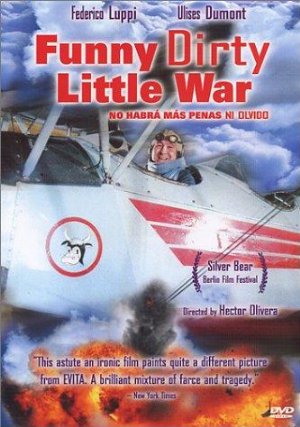 Federico Luppi Ulises Dumont
Funny Dirty
Little War
NO HABRÁ MÁS PENAS NI OLVIDO
Silver Bear
Berlin Film Festival
Directed by Hector Olivera
"This astute an ironic film paints quite a different picture
from EVITA. A brilliant mixture of farce and tragedy."
— New York Times
DVD